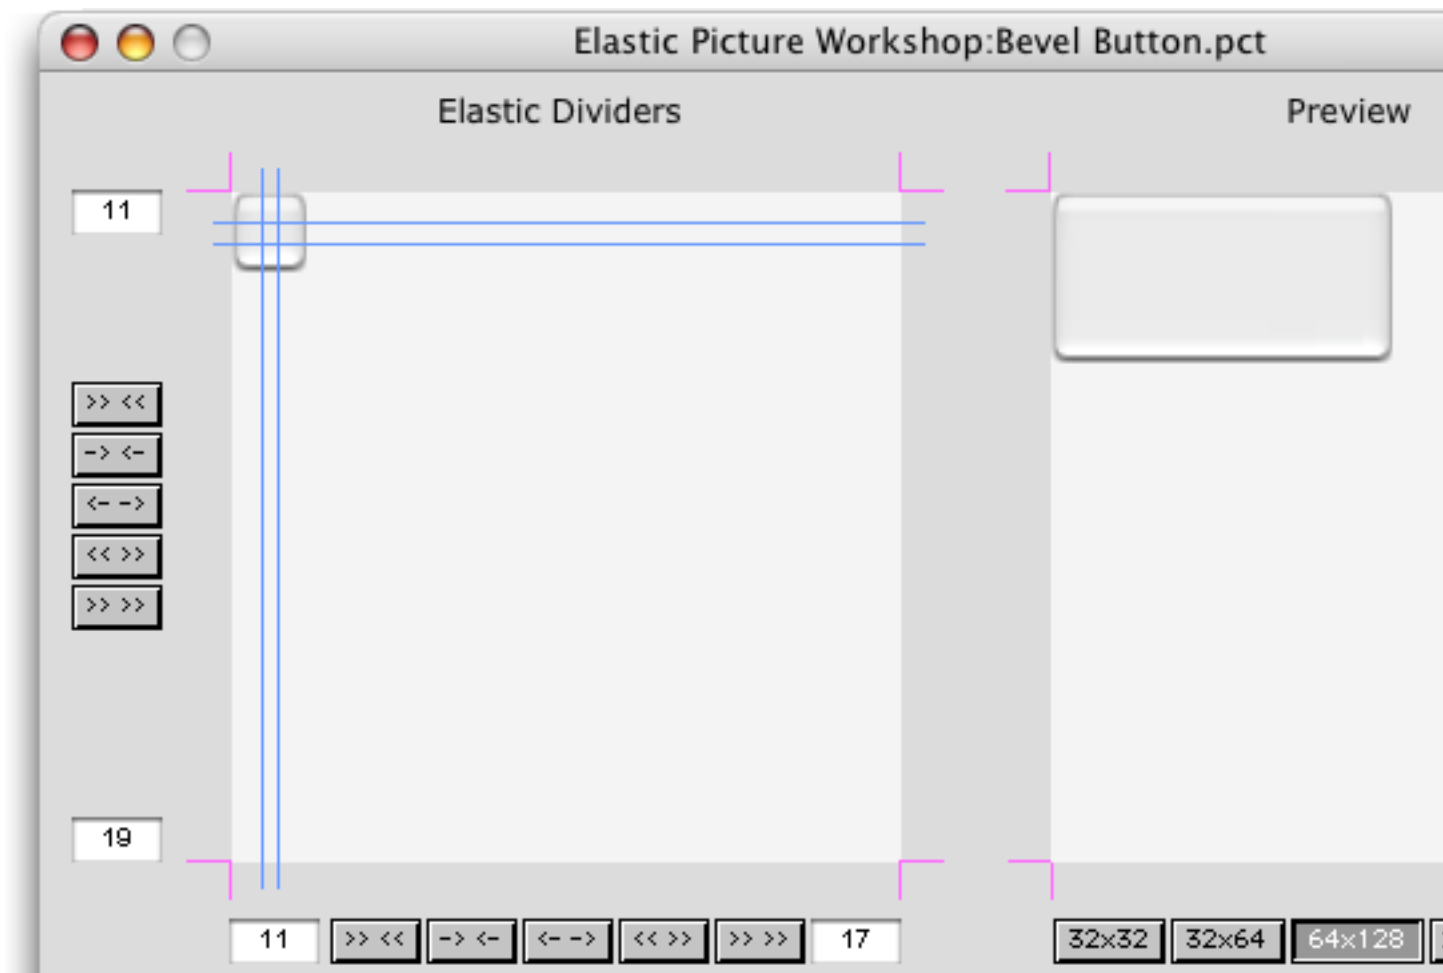 Elastic Picture Workshop:Bevel Button.pct
Elastic Dividers
Preview
11
>> <<
-> <-
<- ->
<< >>
>> >>
19
11 >> << -> <- <- -> << >> >> >> 17
32x32 32x64 64x128